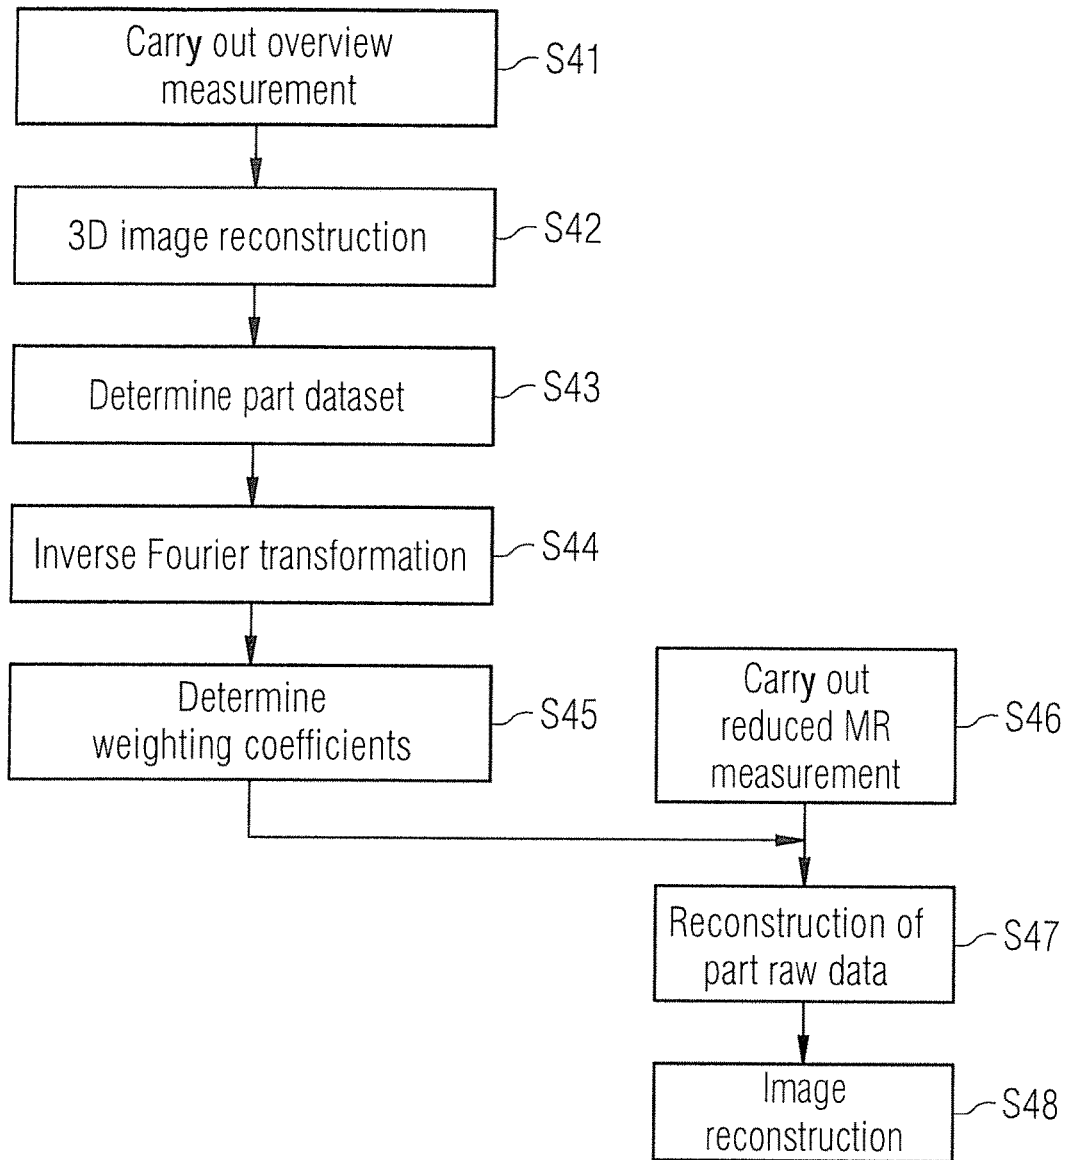 Carry out overview
measurement
S41
3D image reconstruction
S42
Determine part dataset
S43
Inverse Fourier transformation
S44
Determine
weighting coefficients
S45
Carry out
reduced MR
measurement
S46
Reconstruction of
part raw data
S47
Image
reconstruction
S48